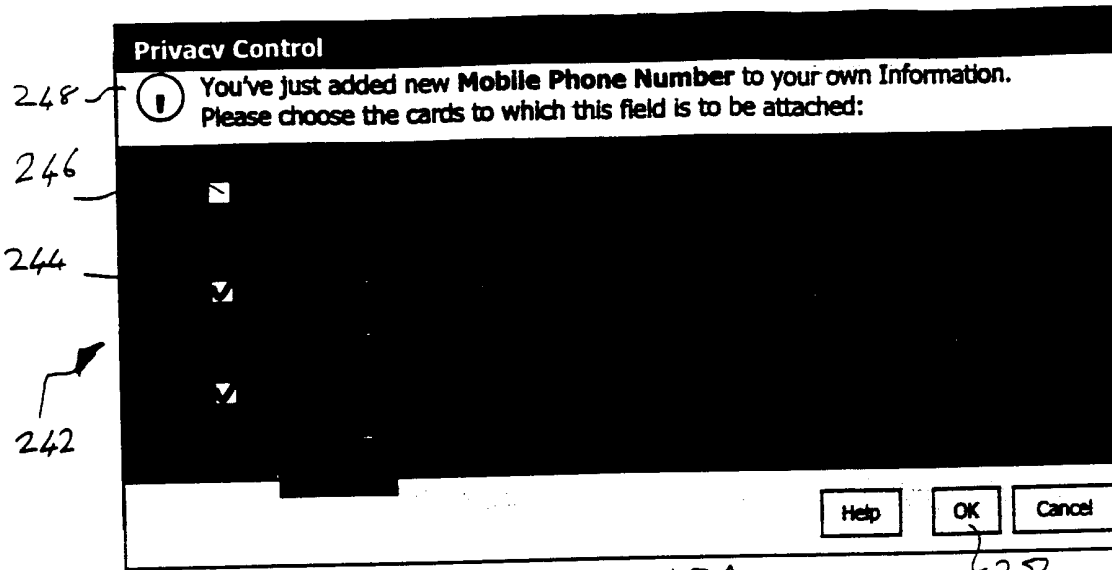 Privacy Control
248
You've just added new Mobile Phone Number to your own Information.
Please choose the cards to which this field is to be attached:
246
244
242
Help
OK
Cancel